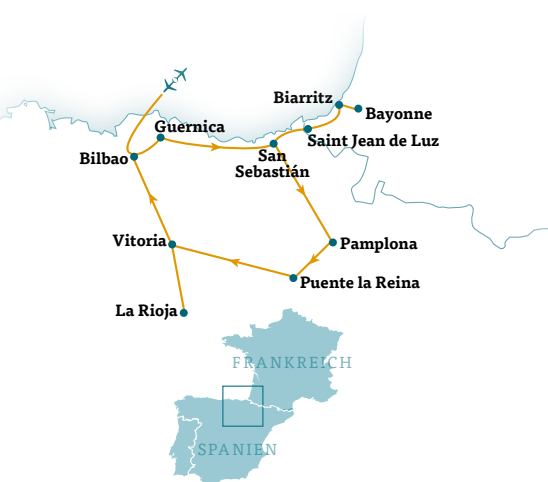 Biarritz
Bayonne
Guernica
Saint Jean de Luz
Bilbao
San
Sebastián
Vitoria
Pamplona
Puente la Reina
La Rioja
FRANKREICH
SPANIEN